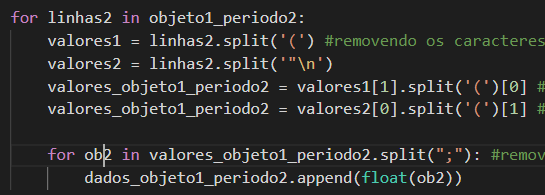 for linhas2 in objeto1_periodo2:
    valores1 = linhas2.split('(') #removendo os caracteres
    valores2 = linhas2.split('"\n')
    valores_objeto1_periodo2 = valores1[1].split('(')[0] #
    valores_objeto1_periodo2 = valores2[0].split('(')[1] #
    for ob2 in valores_objeto1_periodo2.split(";"): #remov
        dados_objeto1_periodo2.append(float(ob2))